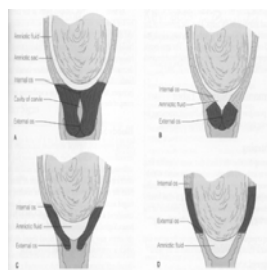 Amniotic fluid
Amniotic sac
Internal os
Cavity of cervix
External os
A
Internal os
Amniotic fluid
External os
B
Internal os
Amniotic fluid
External os
C
Internal os
External os
Amniotic fluid
D